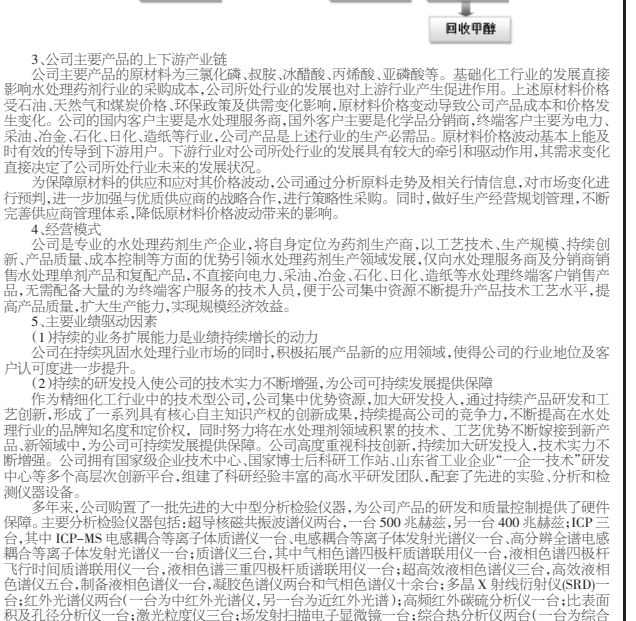 回收甲醇
3、公司主要产品的上下游产业链
公司主要产品的原材料为三氯化磷、叔胺、冰醋酸、丙烯酸、亚磷酸等。基础化工行业的发展直接
影响水处理药剂行业的采购成本,公司所处行业的发展也对上游行业产生促进作用。上述原材料价格
受石油、天然气和煤炭价格、环保政策及供需变化影响,原材料价格变动导致公司产品成本和价格发
生变化。公司的国内客户主要是水处理服务商,国外客户主要是化学品分销商,终端客户主要为电力、
采油、冶金、石化、日化、造纸等行业,公司产品是上述行业的生产必需品。原材料价格波动基本上能及
时有效的传导到下游用户。下游行业对公司所处行业的发展具有较大的牵引和驱动作用,其需求变化
直接决定了公司所处行业未来的发展状况。
为保障原材料的供应和应对其价格波动,公司通过分析原料走势及相关行情信息,对市场变化进
行预判,进一步加强与优质供应商的战略合作,进行策略性采购。同时,做好生产经营规划管理,不断
完善供应商管理体系,降低原材料价格波动带来的影响。
4、经营模式
公司是专业的水处理药剂生产企业,将自身定位为药剂生产商,以工艺技术、生产规模、持续创
新、产品质量、成本控制等方面的优势引领水处理药剂生产领域发展,仅向水处理服务商及分销商销
售水处理单剂产品和复配产品,不直接向电力、采油、冶金、石化、日化、造纸等水处理终端客户销售产
品,无需配备大量的为终端客户服务的技术人员,便于公司集中资源不断提升产品技术工艺水平,提
高产品质量,扩大生产能力,实现规模经济效益。
5、主要业绩驱动因素
(1)持续的业务扩展能力是业绩持续增长的动力
公司在持续巩固水处理行业市场的同时,积极拓展产品新的应用领域,使得公司的行业地位及客
户认可度进一步提升。
(2)持续的研发投入使公司的技术实力不断增强,为公司可持续发展提供保障
作为精细化工行业中的技术型公司,公司集中优势资源,加大研发投入,通过持续产品研发和工
艺创新,形成了一系列具有核心自主知识产权的创新成果,持续提高公司的竞争力,不断提高在水处
理行业的品牌知名度和定价权,同时努力将在水处理剂领域积累的技术、工艺优势不断嫁接到新产
品、新领域中,为公司可持续发展提供保障。公司高度重视科技创新,持续加大研发投入,技术实力不
断增强。公司拥有国家级企业技术中心、国家博士后科研工作站、山东省工业企业“一企一技术”研发
中心等多个高层次创新平台,组建了科研经验丰富的高水平研发团队,配套了先进的实验、分析和检
测仪器设备。
多年来,公司购置了一批先进的大中型分析检验仪器,为公司产品的研发和质量控制提供了硬件
保障。主要分析检验仪器包括:超导核磁共振波谱仪两台,一台500兆赫兹,另一台400兆赫兹;ICP三
台,其中ICP-MS电感耦合等离子体质谱仪一台、电感耦合等离子体发射光谱仪一台、高分辨全谱电感
耦合等离子体发射光谱仪一台;质谱仪三台,其中气相色谱四极杆质谱联用仪一台,液相色谱四极杆
飞行时间质谱联用仪一台,液相色谱三重四极杆质谱联用仪一台;超高效液相色谱仪三台,高效液相
色谱仪五台,制备液相色谱仪一台,凝胶色谱仪两台和气相色谱仪十余台;多晶X射线衍射仪(SRD)一
台;红外光谱仪两台(一台为中红外光谱仪,另一台为近红外光谱);高频红外碳硫分析仪一台;比表面
积及孔径分析仪一台;激光粒度仪三台;场发射扫描电子显微镜一台;综合热分析仪两台(一台为综合